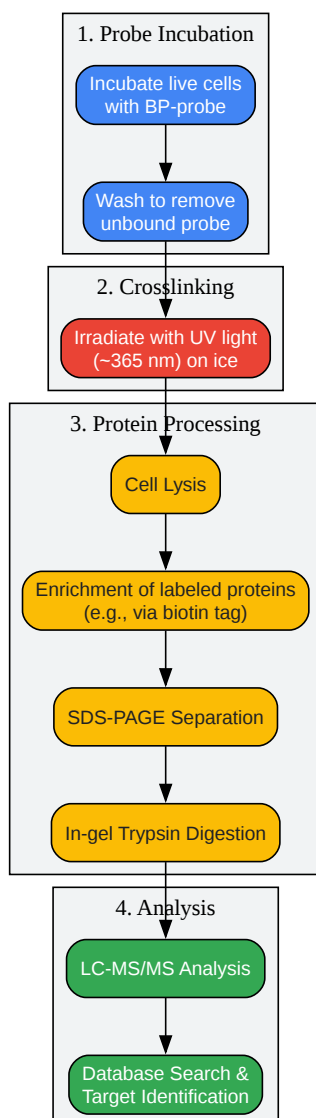 1. Probe Incubation
Incubate live cells
with BP-probe
Wash to remove
unbound probe
2. Crosslinking
Irradiate with UV light
(~365 nm) on ice
3. Protein Processing
Cell Lysis
Enrichment of labeled proteins
(e.g., via biotin tag)
SDS-PAGE Separation
In-gel Trypsin Digestion
4. Analysis
LC-MS/MS Analysis
Database Search &
Target Identification